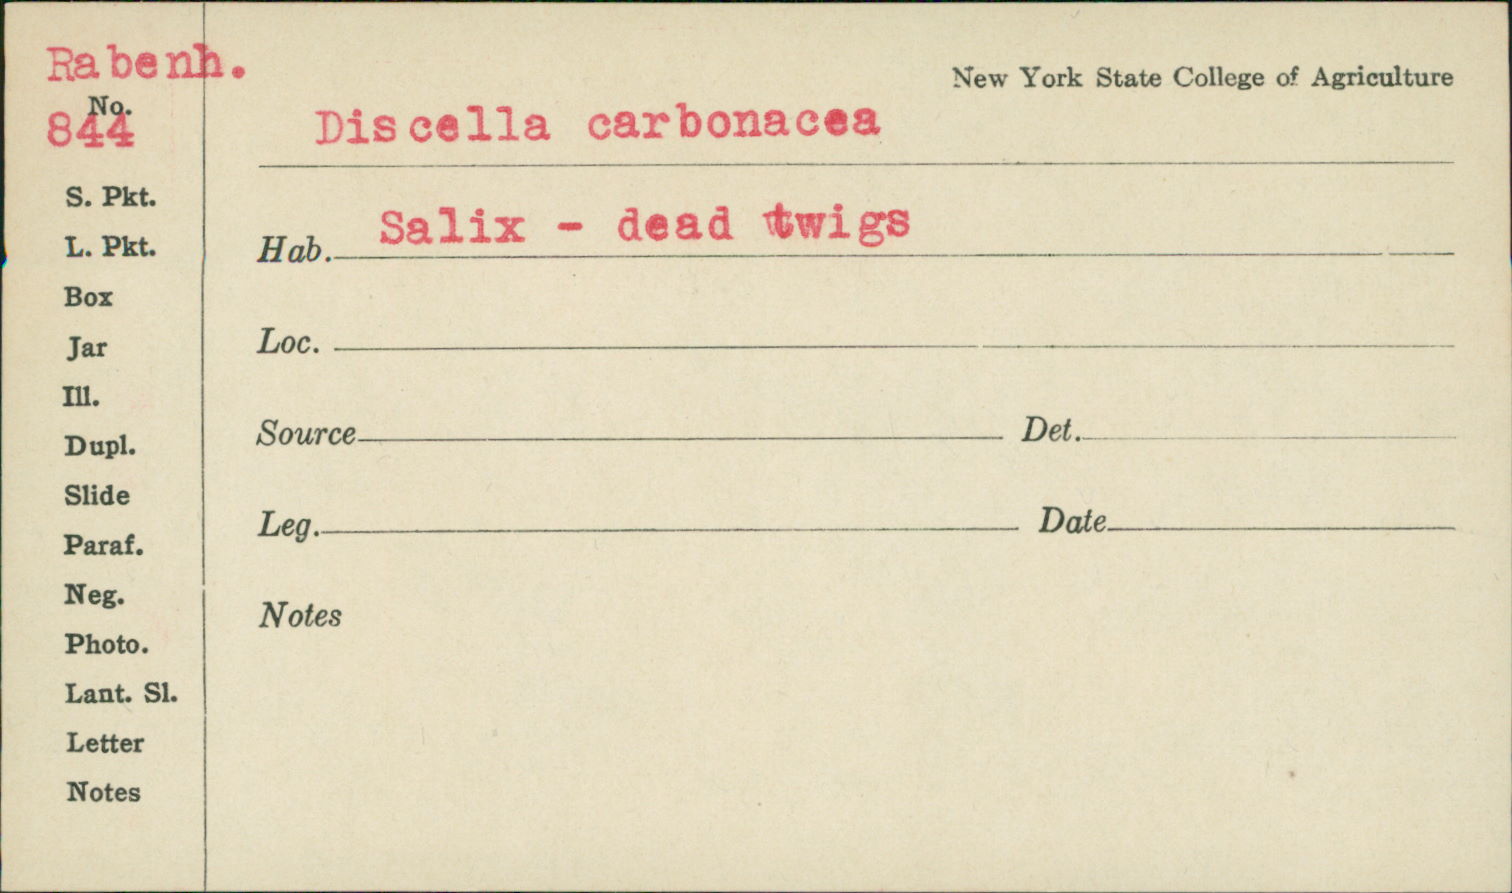 Rabenh.
No.
844
New York State College of Agriculture
Discella carbonacea
Hab. Salix - dead twigs
Loc.
Source Det.
Leg. Date
Notes
S. Pkt.
L. Pkt.
Box
Jar
Ill.
Dupl.
Slide
Paraf.
Neg.
Photo.
Lant. Sl.
Letter
Notes